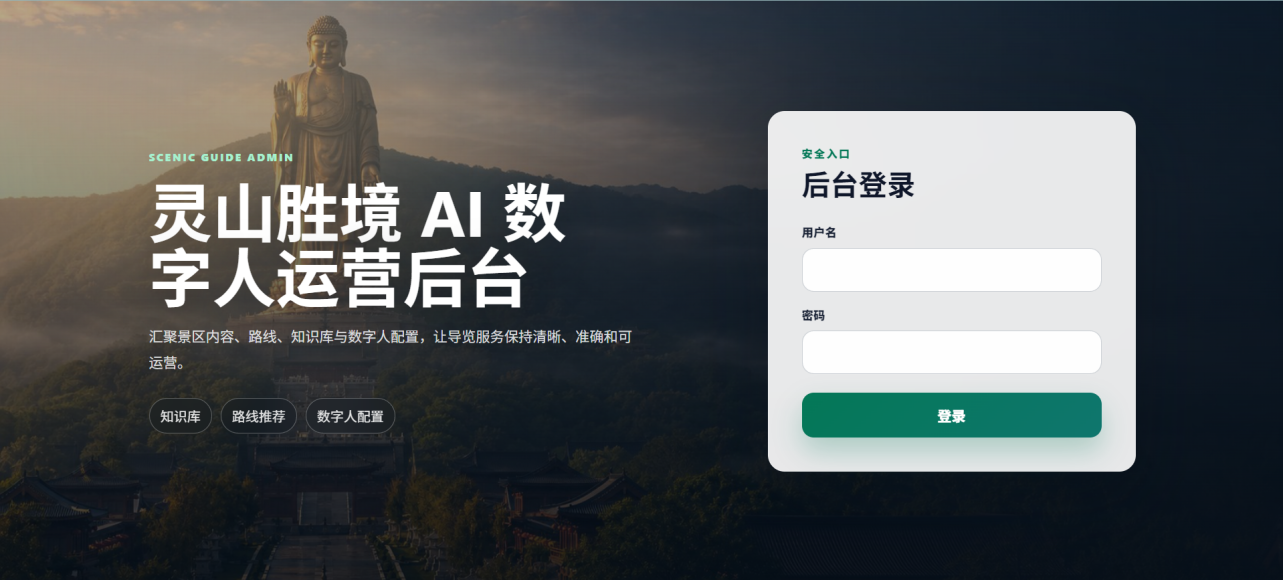 SCENIC GUIDE ADMIN
灵山胜境 AI 数
字人运营后台
汇聚景区内容、路线、知识库与数字人配置，让导览服务保持清晰、准确和可
运营。
知识库 路线推荐 数字人配置
安全入口
后台登录
用户名
密码
登录